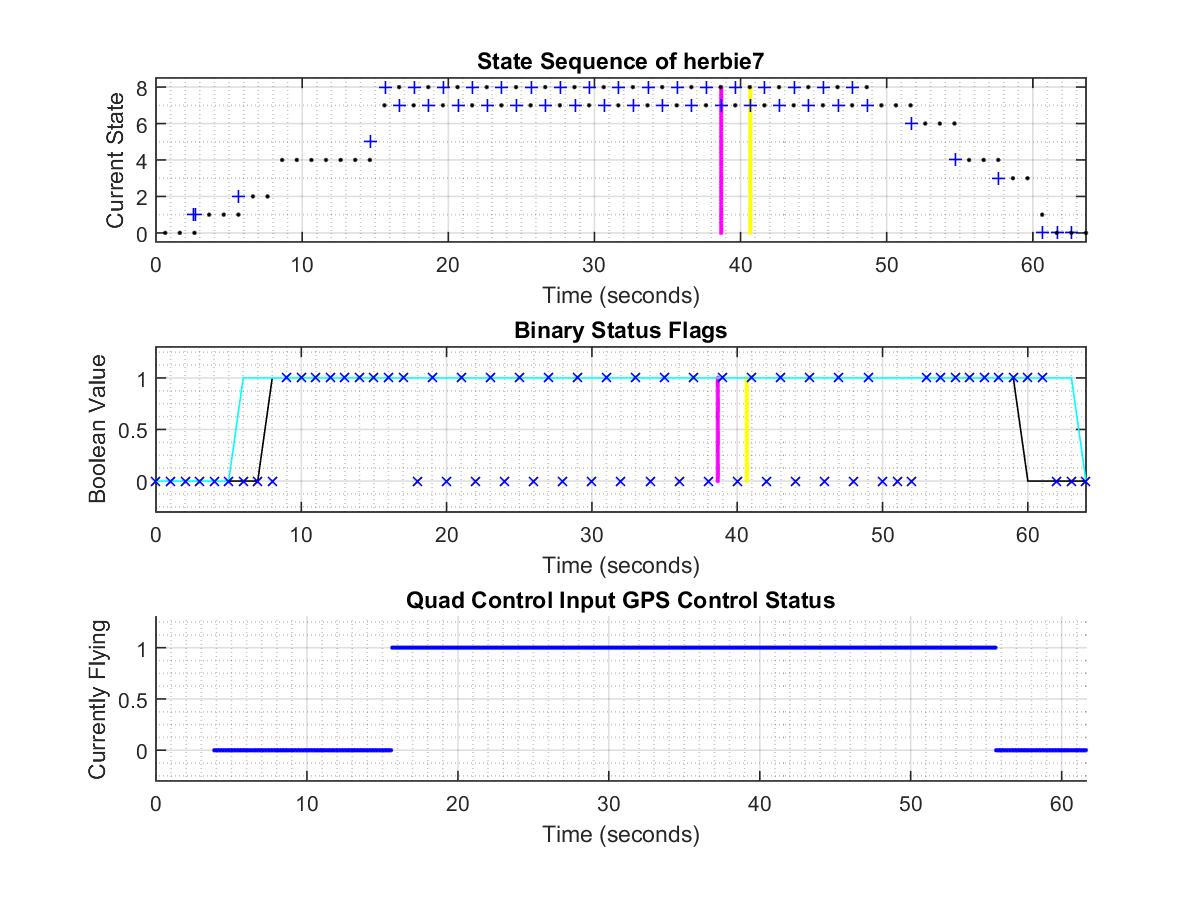 State Sequence of herbie7
Current State
8
6
4
2
0
0 10 20 30 40 50 60
Time (seconds)
Binary Status Flags
Boolean Value
1
0.5
0
0 10 20 30 40 50 60
Time (seconds)
Quad Control Input GPS Control Status
Currently Flying
1
0.5
0
0 10 20 30 40 50 60
Time (seconds)